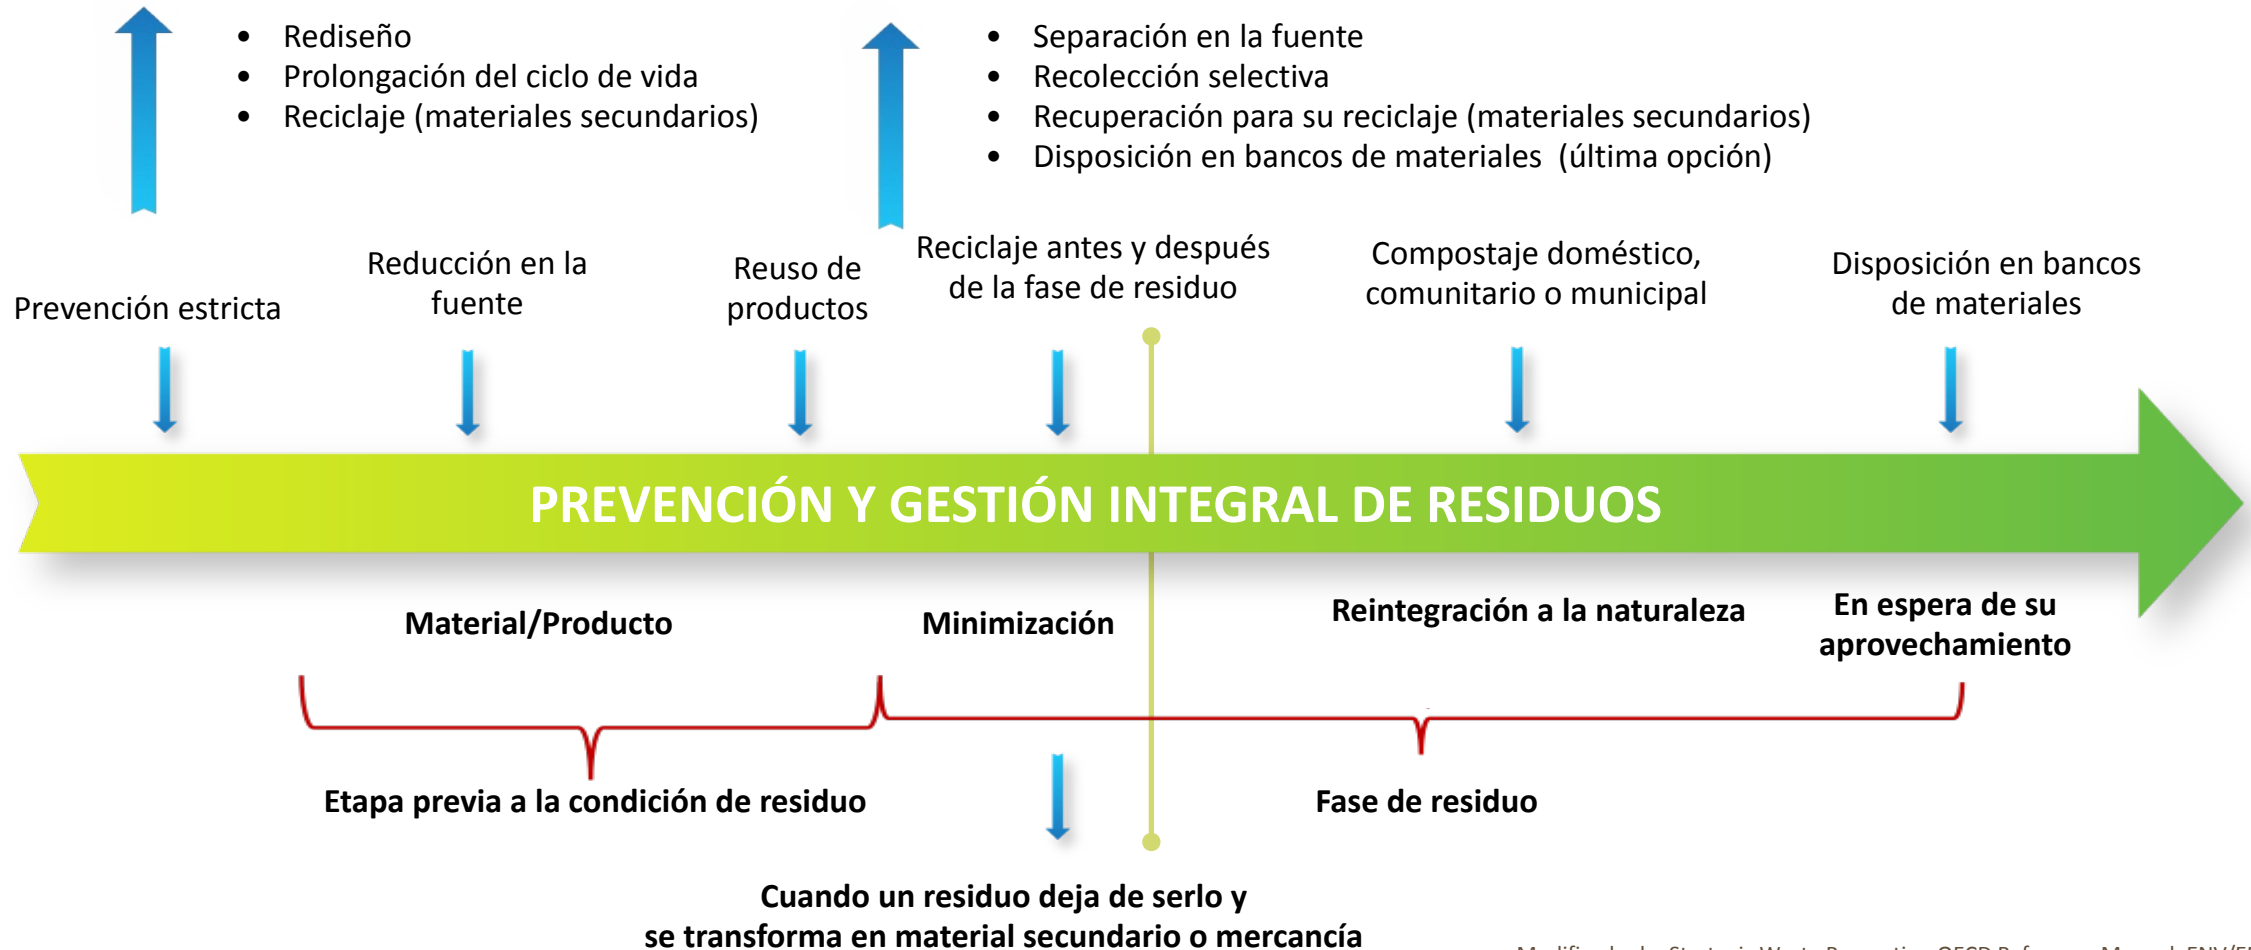 • Rediseño
• Prolongación del ciclo de vida
• Reciclaje (materiales secundarios)
• Separación en la fuente
• Recolección selectiva
• Recuperación para su reciclaje (materiales secundarios)
• Disposición en bancos de materiales (última opción)
Prevención estricta
Reducción en la
fuente
Reuso de
productos
Reciclaje antes y después
de la fase de residuo
Compostaje doméstico,
comunitario o municipal
Disposición en bancos
de materiales
PREVENCIÓN Y GESTIÓN INTEGRAL DE RESIDUOS
Material/Producto
Minimización
Reintegración a la naturaleza
En espera de su
aprovechamiento
Etapa previa a la condición de residuo
Fase de residuo
Cuando un residuo deja de serlo y
se transforma en material secundario o mercancía